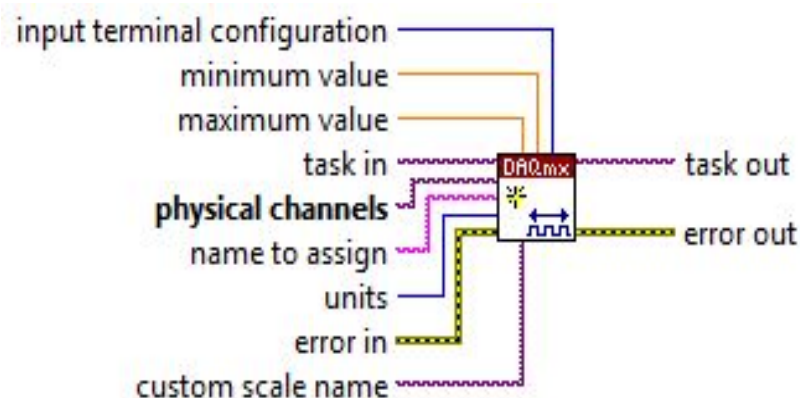 input terminal configuration
minimum value
maximum value
task in
DAQmx
task out
physical channels
name to assign
error out
units
error in
custom scale name